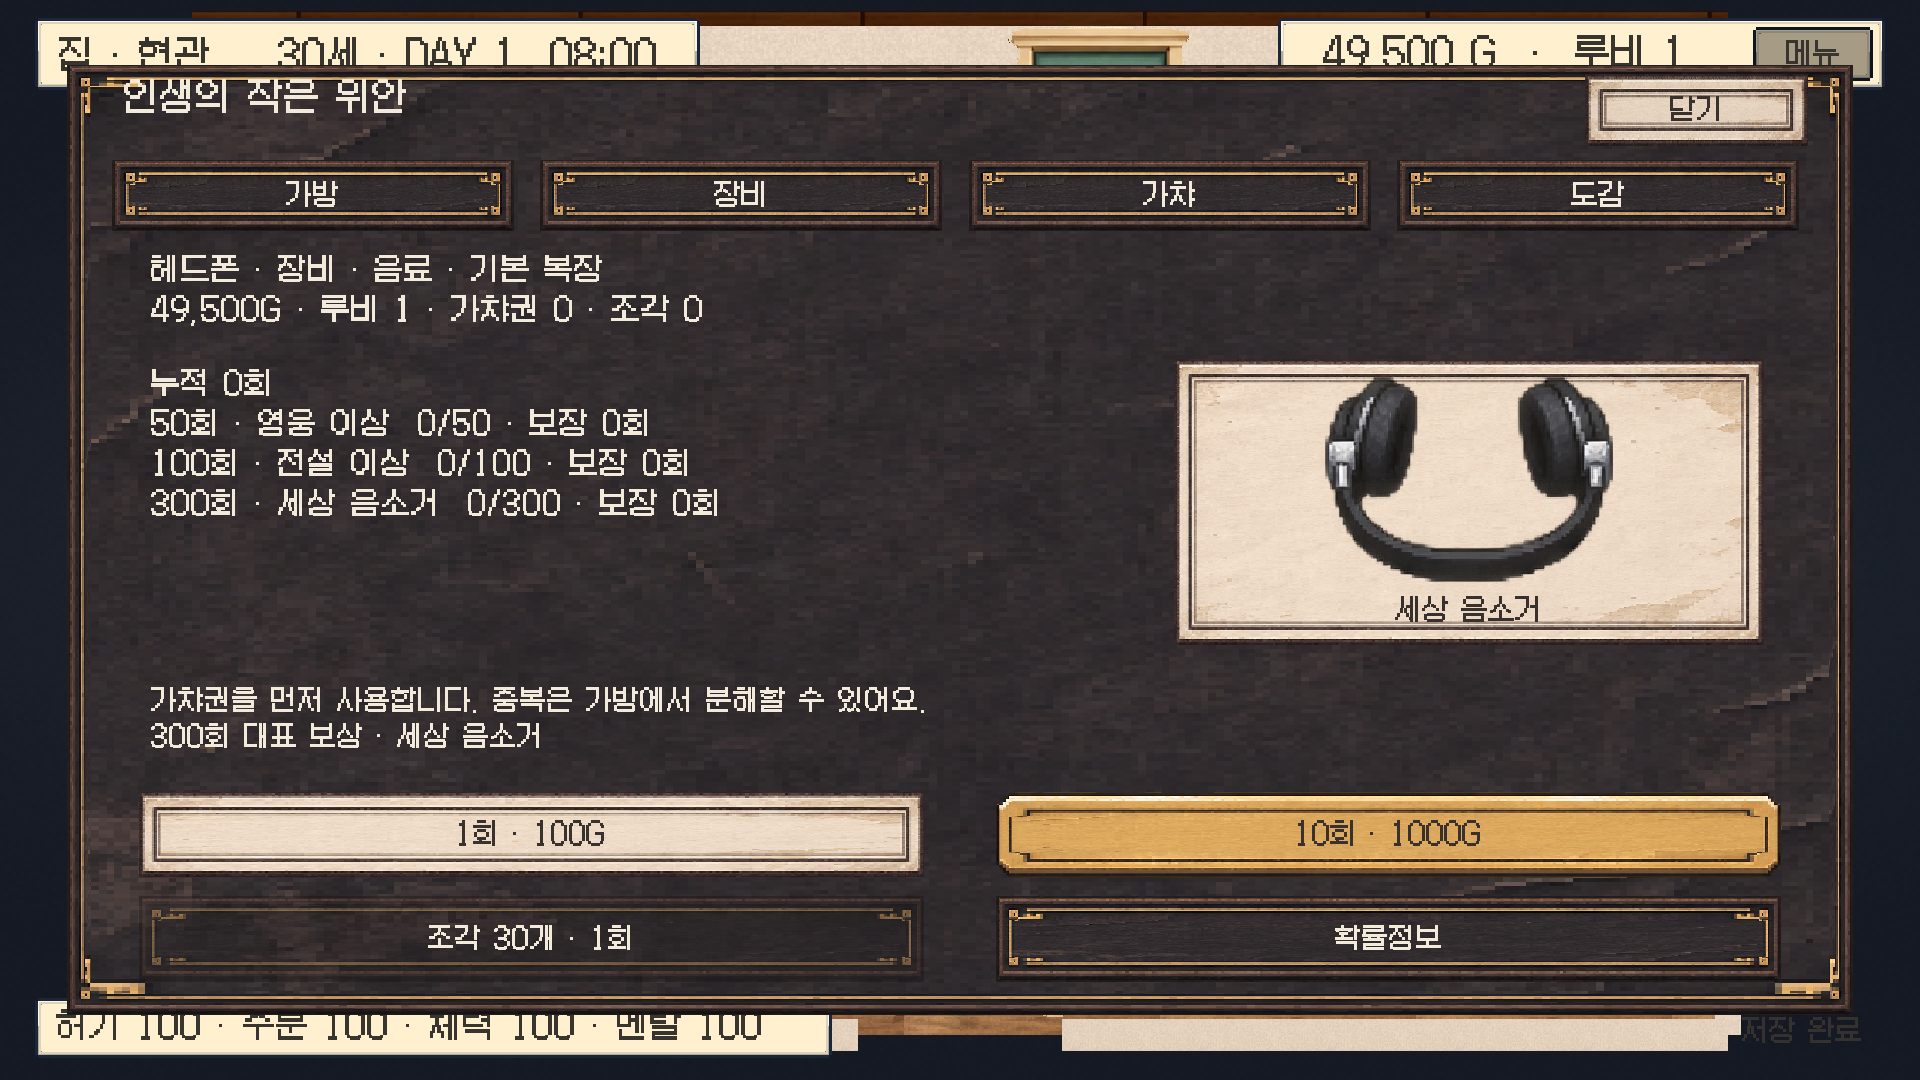 집 · 현관 30세 · DAY 1 08:00
49,500 G · 루비 1
메뉴
인생의 작은 위안
닫기
가방
장비
가챠
도감
헤드폰 · 장비 · 음료 · 기본 복장
49,500G · 루비 1 · 가챠권 0 · 조각 0
누적 0회
50회 · 영웅 이상 0/50 · 보장 0회
100회 · 전설 이상 0/100 · 보장 0회
300회 · 세상 음소거 0/300 · 보장 0회
세상 음소거
가챠권을 먼저 사용합니다. 중복은 가방에서 분해할 수 있어요.
300회 대표 보상 · 세상 음소거
1회 · 100G
10회 · 1000G
조각 30개 · 1회
확률정보
허기 100 · 수분 100 · 체력 100 · 멘탈 100
저장 완료